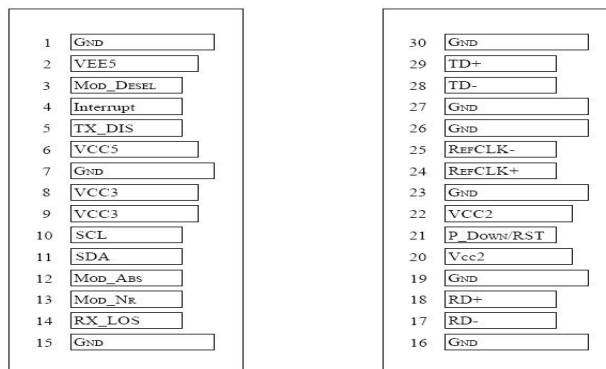 1 GND
2 VEE5
3 MOD_DESEL
4 Interrupt
5 TX_DIS
6 VCC5
7 GND
8 VCC3
9 VCC3
10 SCL
11 SDA
12 MOD_ABS
13 MOD_NR
14 RX_LOS
15 GND
30 GND
29 TD+
28 TD-
27 GND
26 GND
25 REFCLK-
24 REFCLK+
23 GND
22 VCC2
21 P_DOWN/RST
20 Vcc2
19 GND
18 RD+
17 RD-
16 GND